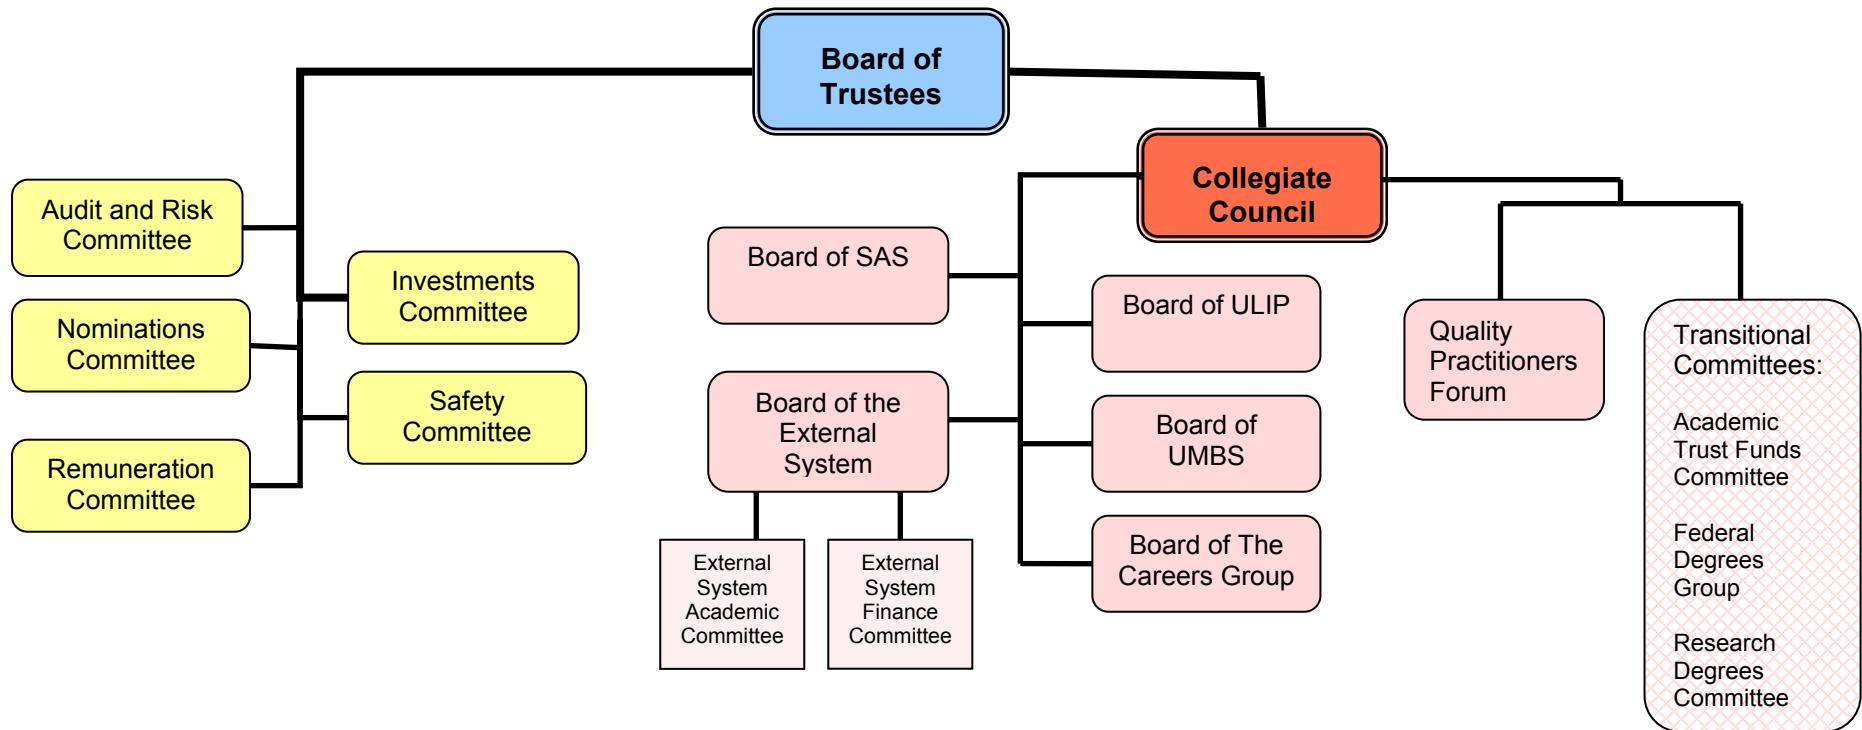 Board of
Trustees
Collegiate
Council
Audit and Risk
Committee
Investments
Committee
Nominations
Committee
Safety
Committee
Remuneration
Committee
Board of SAS
Board of ULIP
Board of the
External
System
Board of
UMBS
Board of The
Careers Group
External
System
Academic
Committee
External
System
Finance
Committee
Quality
Practitioners
Forum
Transitional
Committees:
Academic
Trust Funds
Committee
Federal
Degrees
Group
Research
Degrees
Committee